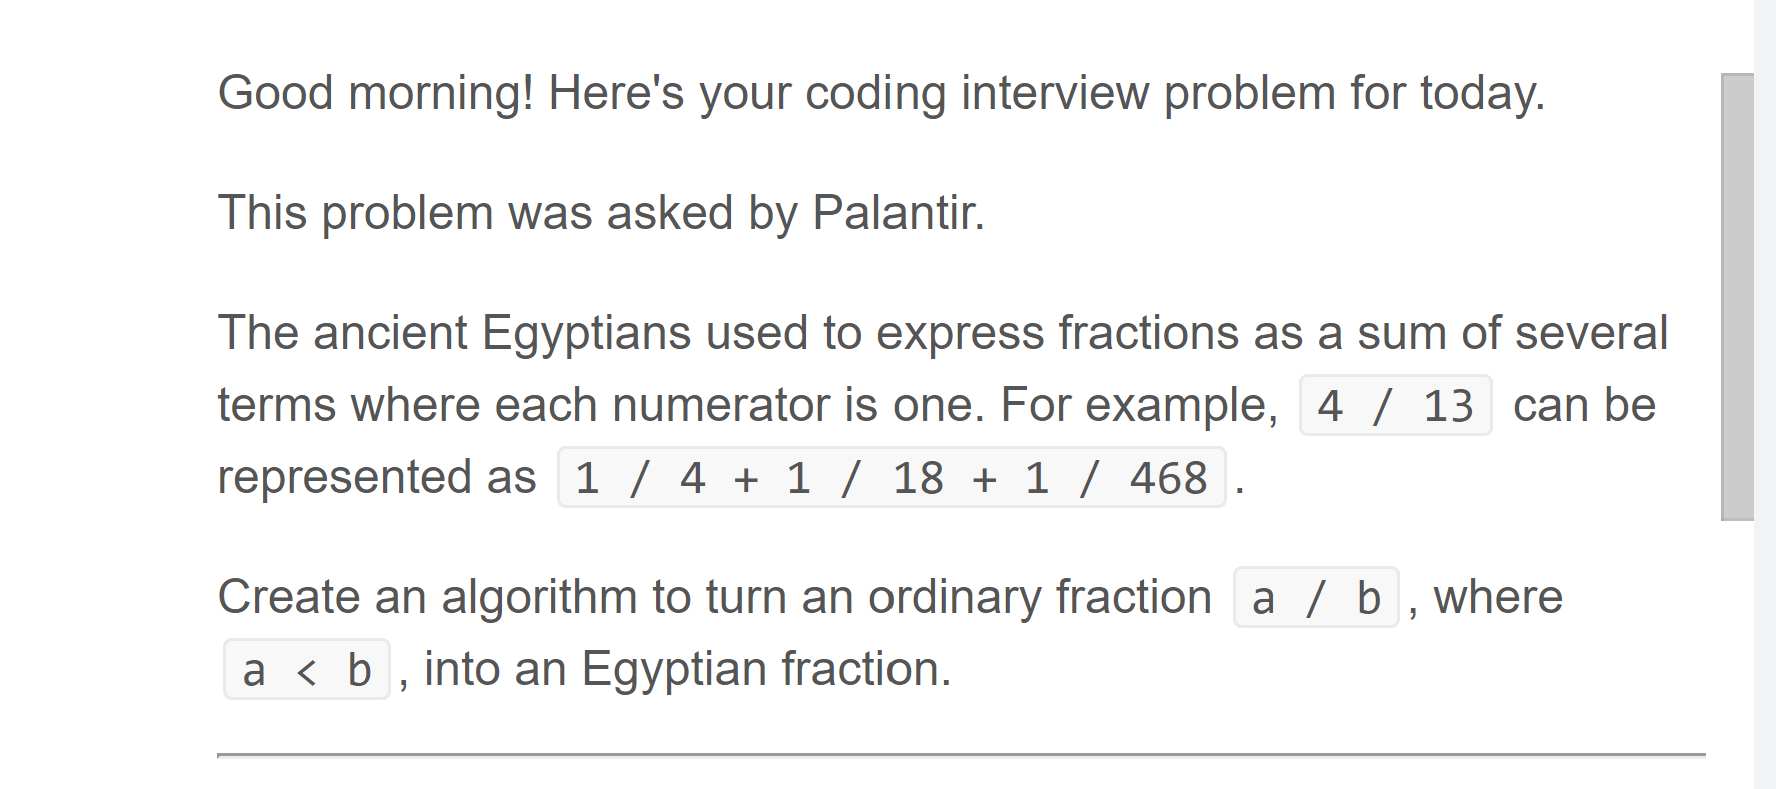 Good morning! Here's your coding interview problem for today.
This problem was asked by Palantir.
The ancient Egyptians used to express fractions as a sum of several
terms where each numerator is one. For example, 4 / 13 can be
represented as 1 / 4 + 1 / 18 + 1 / 468.
Create an algorithm to turn an ordinary fraction a / b, where
a < b, into an Egyptian fraction.